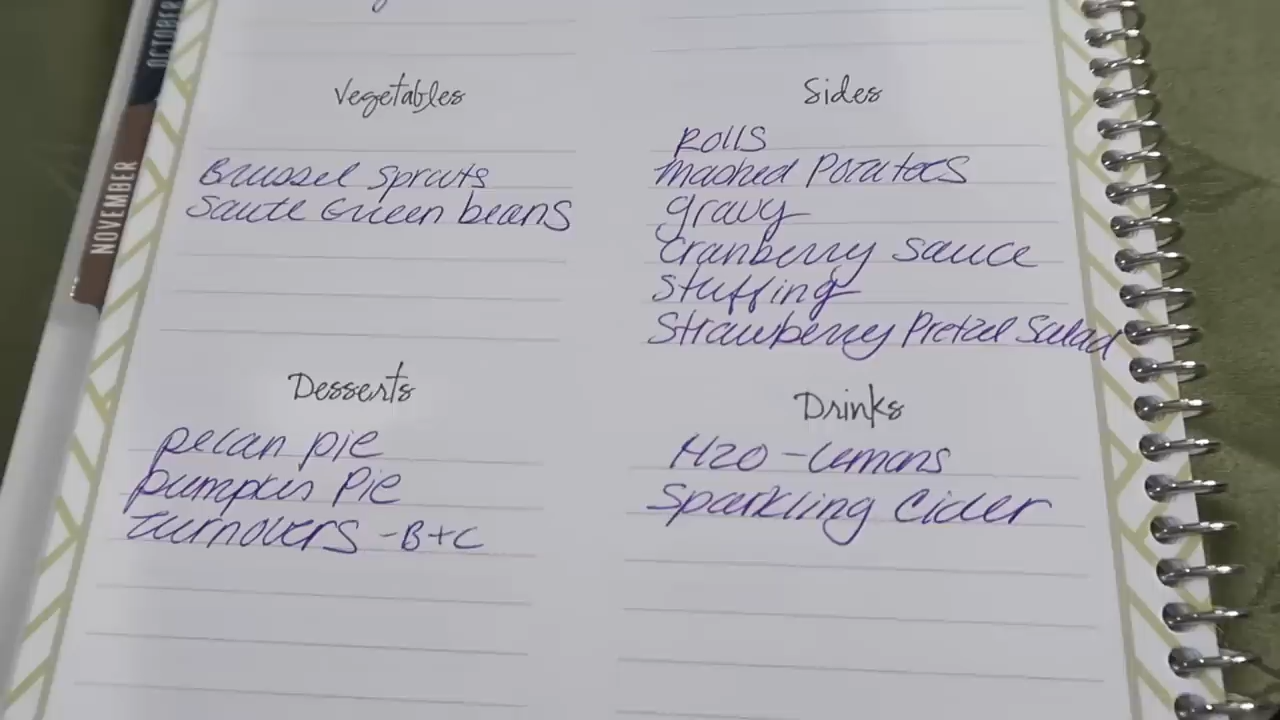 OCTOBER
NOVEMBER
Vegetables
Brussel Spruts
Saute Green beans
Sides
Rolls
Mashed Potatoes
gravy
Cranberry Sauce
Stuffing
Strawberry Pretzel Salad
Desserts
pecan pie
pumpkin Pie
Turnovers - B+C
Drinks
H2O - Lemons
Sparkling Cider